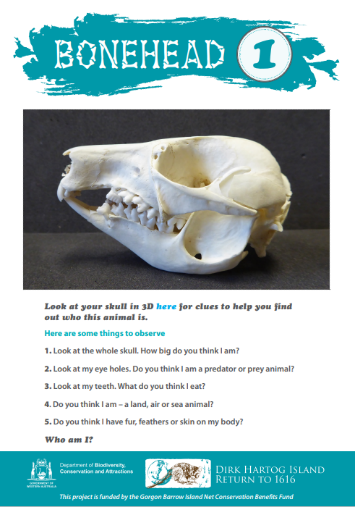 BONEHEAD 1
Look at your skull in 3D here for clues to help you find
out who this animal is.
Here are some things to observe
1. Look at the whole skull. How big do you think I am?
2. Look at my eye holes. Do you think I am a predator or prey animal?
3. Look at my teeth. What do you think I eat?
4. Do you think I am – a land, air or sea animal?
5. Do you think I have fur, feathers or skin on my body?
Who am I?
Department of Biodiversity,
Conservation and Attractions
GOVERNMENT OF
WESTERN AUSTRALIA
DIRK HARTOG ISLAND
RETURN TO 1616
This project is funded by the Gorgon Barrow Island Net Conservation Benefits Fund